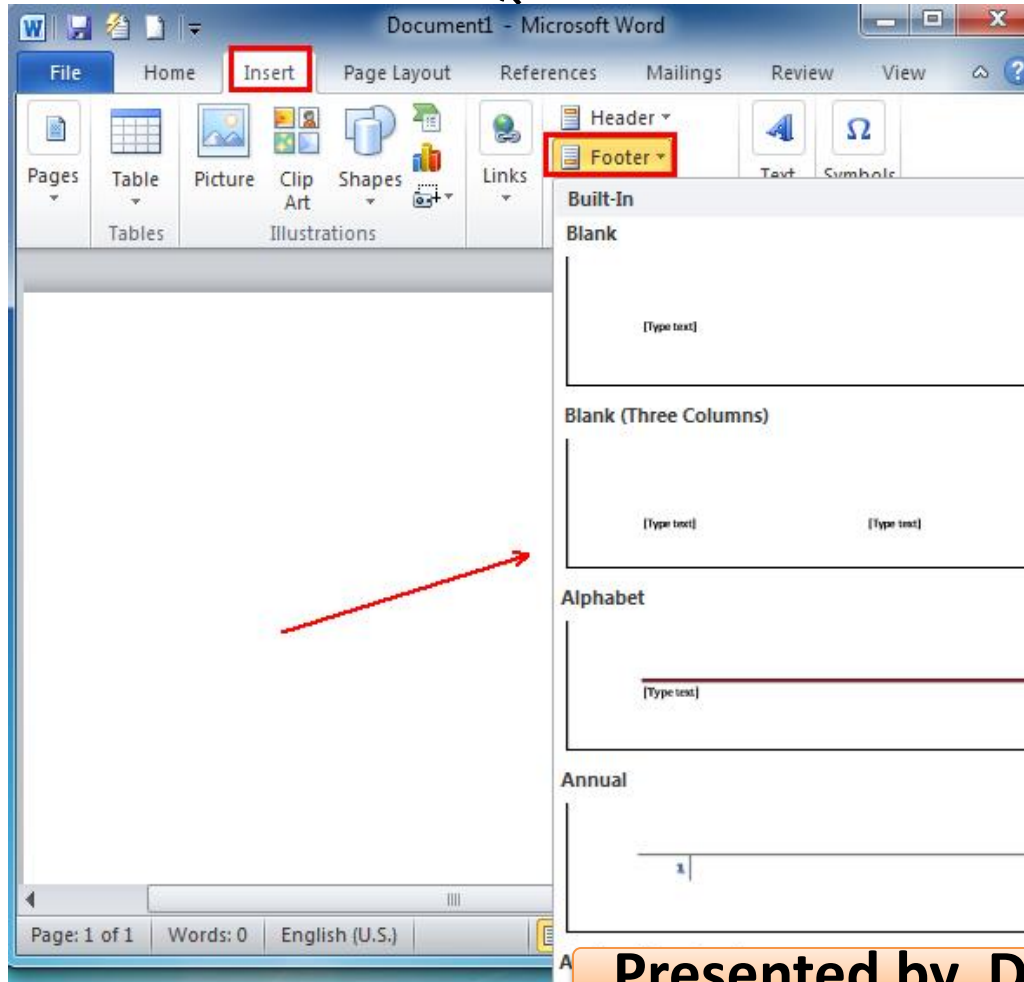 Document1 - Microsoft Word
File Home Insert Page Layout References Mailings Review View
Header
Footer
Pages Table Picture Clip Art Shapes Links Text Symbols
Tables Illustrations
Built-In
Blank
[Type text]
Blank (Three Columns)
[Type text] [Type text]
Alphabet
[Type text]
Annual
1
Page: 1 of 1 Words: 0 English (U.S.)
Presented by D